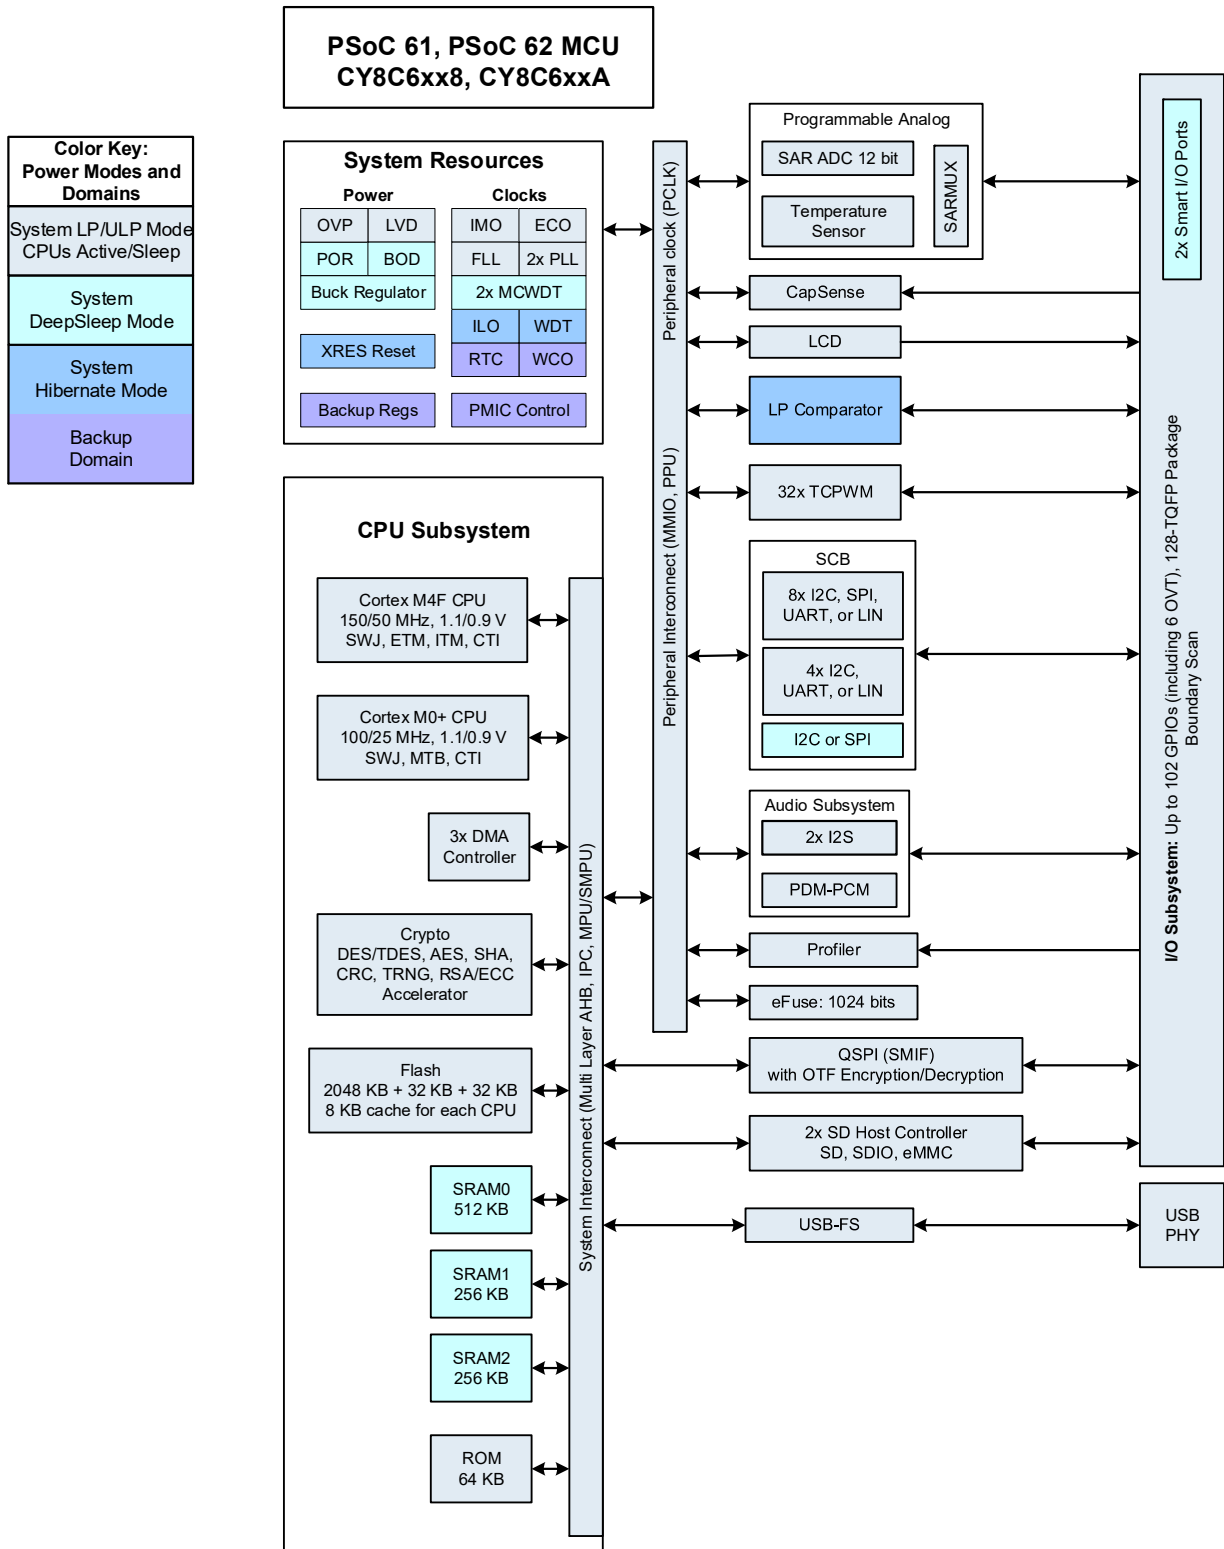 PSoC 61, PSoC 62 MCU
CY8C6xx8, CY8C6xxA
Color Key:
Power Modes and
Domains
System LP/ULP Mode
CPUs Active/Sleep
System
DeepSleep Mode
System
Hibernate Mode
Backup
Domain
System Resources
Power
Clocks
OVP
LVD
IMO
ECO
POR
BOD
FLL
2x PLL
Buck Regulator
2x MCWDT
ILO
WDT
XRES Reset
RTC
WCO
Backup Regs
PMIC Control
CPU Subsystem
Cortex M4F CPU
150/50 MHz, 1.1/0.9 V
SWJ, ETM, ITM, CTI
Cortex M0+ CPU
100/25 MHz, 1.1/0.9 V
SWJ, MTB, CTI
3x DMA
Controller
Crypto
DES/TDES, AES, SHA,
CRC, TRNG, RSA/ECC
Accelerator
Flash
2048 KB + 32 KB + 32 KB
8 KB cache for each CPU
SRAM0
512 KB
SRAM1
256 KB
SRAM2
256 KB
ROM
64 KB
System Interconnect (Multi Layer AHB, IPC, MPU/SMPU)
Peripheral clock (PCLK)
Peripheral Interconnect (MMIO, PPU)
Programmable Analog
SAR ADC 12 bit
Temperature
Sensor
SARMUX
CapSense
LCD
LP Comparator
32x TCPWM
SCB
8x I2C, SPI,
UART, or LIN
4x I2C,
UART, or LIN
I2C or SPI
Audio Subsystem
2x I2S
PDM-PCM
Profiler
eFuse: 1024 bits
QSPI (SMIF)
with OTF Encryption/Decryption
2x SD Host Controller
SD, SDIO, eMMC
USB-FS
2x Smart I/O Ports
I/O Subsystem: Up to 102 GPIOs (including 6 OVT), 128-TQFP Package
Boundary Scan
USB
PHY